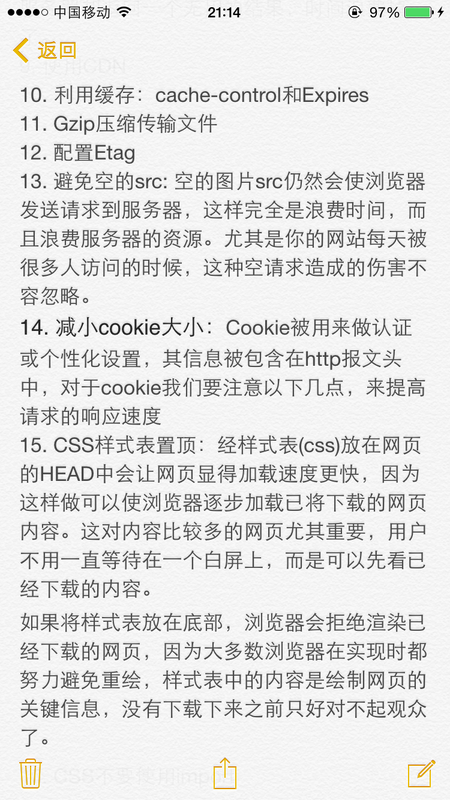 中国移动
21:14
97%
返回
使用CDN
10. 利用缓存：cache-control和Expires
11. Gzip压缩传输文件
12. 配置Etag
13. 避免空的src: 空的图片src仍然会使浏览器
发送请求到服务器，这样完全是浪费时间，而
且浪费服务器的资源。尤其是你的网站每天被
很多人访问的时候，这种空请求造成的伤害不
容忽略。
14. 减小cookie大小：Cookie被用来做认证
或个性化设置，其信息被包含在http报文头
中，对于cookie我们要注意以下几点，来提高
请求的响应速度
15. CSS样式表置顶：经样式表(css)放在网页
的HEAD中会让网页显得加载速度更快，因为
这样做可以使浏览器逐步加载已将下载的网页
内容。这对内容比较多的网页尤其重要，用户
不用一直等待在一个白屏上，而是可以先看已
经下载的内容。
如果将样式表放在底部，浏览器会拒绝渲染已
经下载的网页，因为大多数浏览器在实现时都
努力避免重绘，样式表中的内容是绘制网页的
关键信息，没有下载下来之前只好对不起观众
了。
CSS不要使用import